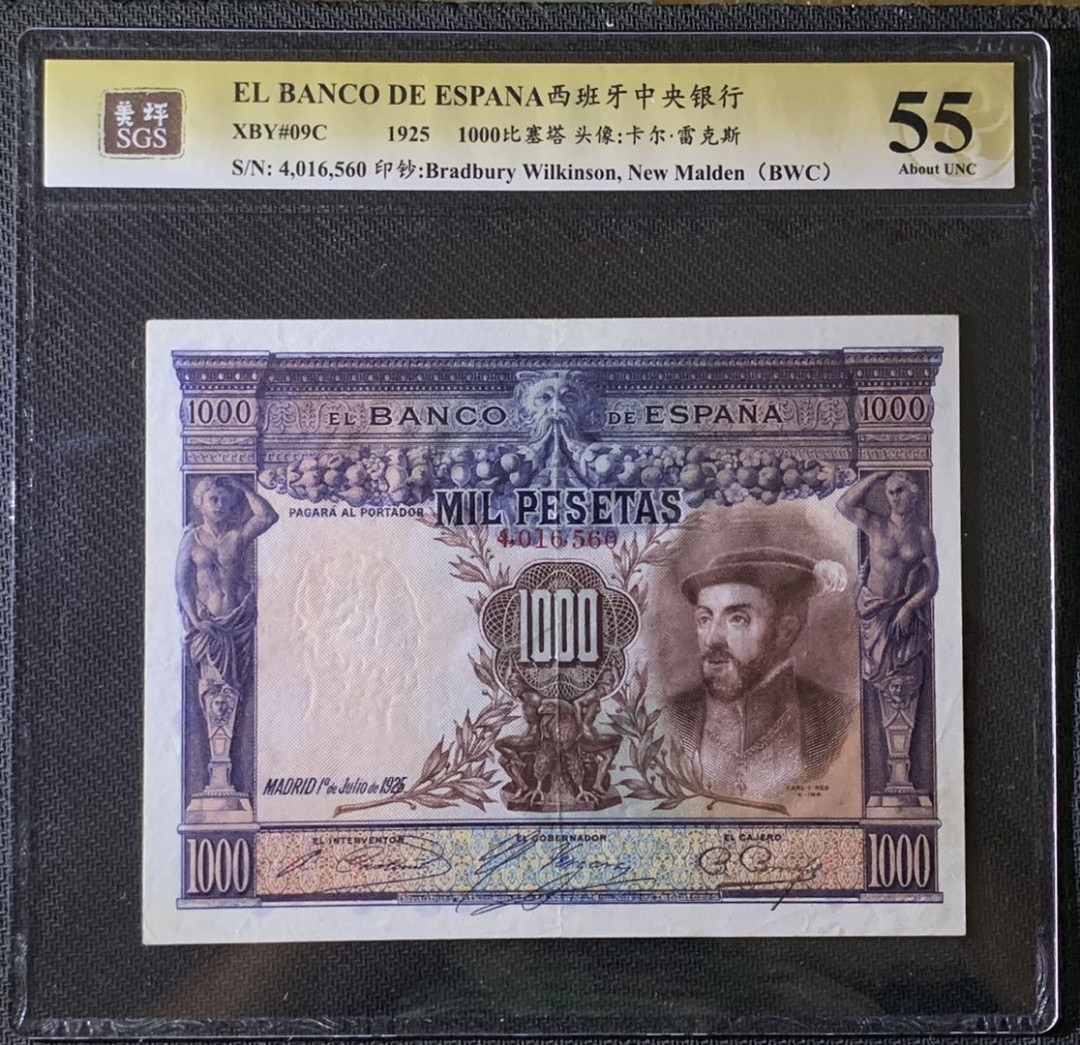 美坪
SGS
EL BANCO DE ESPANA西班牙中央银行
XBY#09C 1925 1000比塞塔 头像:卡尔·雷克斯
S/N: 4,016,560 印钞:Bradbury Wilkinson, New Malden（BWC）
55
About UNC
1000 EL BANCO DE ESPAÑA 1000
PAGARÁ AL PORTADOR MIL PESETAS
4,016,560
1000
MADRID 1º de Julio de 1925
CARL·I·REX
EL INTERVENTOR EL GOBERNADOR EL CAJERO
1000 1000